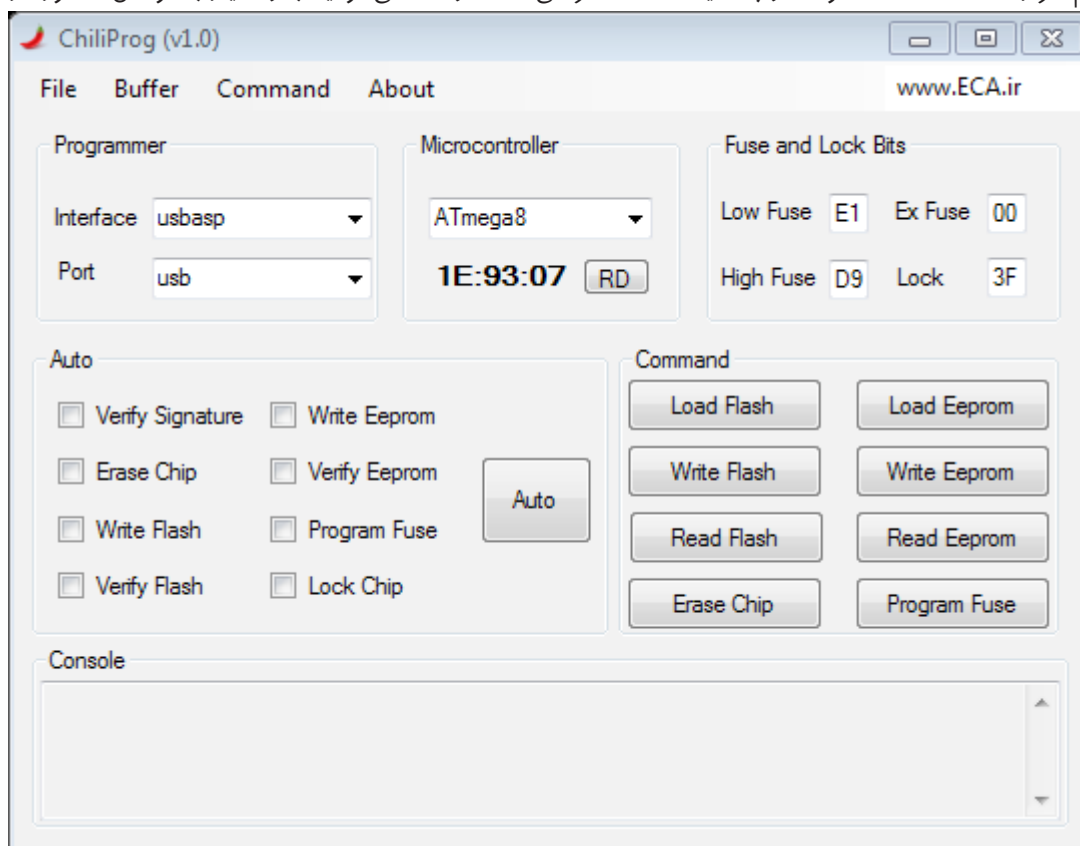 ChiliProg (v1.0)
File Buffer Command About www.ECA.ir
Programmer
Interface usbasp
Port usb
Microcontroller
ATmega8
1E:93:07 RD
Fuse and Lock Bits
Low Fuse E1 Ex Fuse 00
High Fuse D9 Lock 3F
Auto
Verify Signature Write Eeprom
Erase Chip Verify Eeprom
Write Flash Program Fuse
Verify Flash Lock Chip
Auto
Command
Load Flash Load Eeprom
Write Flash Write Eeprom
Read Flash Read Eeprom
Erase Chip Program Fuse
Console